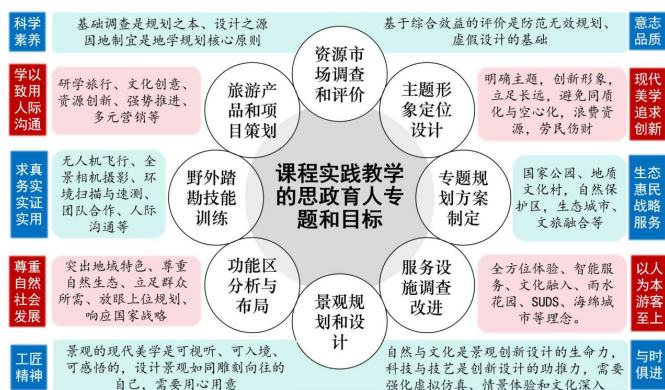 科学
素养
基础调查是规划之本、设计之源
因地制宜是地学规划核心原则
资源市
场调查
和评价
基于综合效益的评价是防范无效规划、
虚假设计的基础
意志
品质
学以
致用
人际
沟通
研学旅行、文化创意、
资源创新、强势推进、
多元营销等
旅游产
品和项
目策划
主题形
象定位
设计
明确主题，创新形象，
立足长远，避免同质
化与空心化，浪费资
源，劳民伤财
现代
美学
追求
创新
求真
务实
实证
实用
无人机飞行、全
景相机摄影、环
境扫描与速测、
团队合作、人际
沟通等
野外踏
勘技能
训练
课程实践教学
的思政育人专
题和目标
专题规
划方案
制定
国家公园、地质
文化村，自然保
护区，生态城市、
文旅融合等
生态
惠民
战略
服务
尊重
自然
社会
发展
突出地域特色、尊重
自然生态、立足群众
所需、放眼上位规划、
响应国家战略
功能区
分析与
布局
服务设
施调查
改进
全方位体验、智能服
务、文化融入、雨水
花园、SUDS、海绵城
市等理念。
以人
为本
游客
至上
工匠
精神
景观的现代美学是可视听、可入境、
可感悟的，设计景观如同雕刻向往的
自己，需要用心用意
景观规
划和设
计
自然与文化是景观创新设计的生命力，
科技与技艺是创新设计的助推力，需要
强化虚拟仿真、情景体验和文化深入
与时
俱进